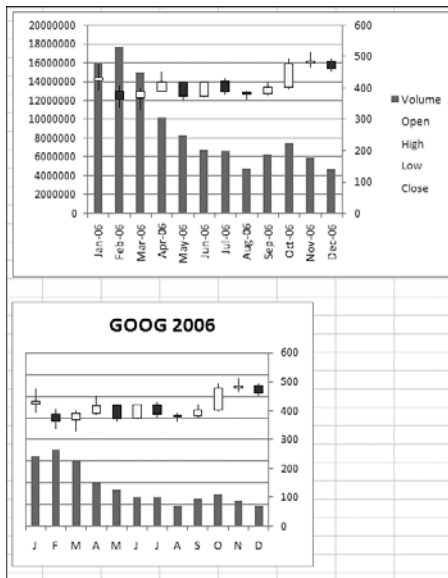 20000000
18000000
16000000
14000000
12000000
10000000
8000000
6000000
4000000
2000000
0
600
500
400
300
200
100
0
Jan-06
Feb-06
Mar-06
Apr-06
May-06
Jun-06
Jul-06
Aug-06
Sep-06
Oct-06
Nov-06
Dec-06
Volume
Open
High
Low
Close
GOOG 2006
600
500
400
300
200
100
0
J F M A M J J A S O N D